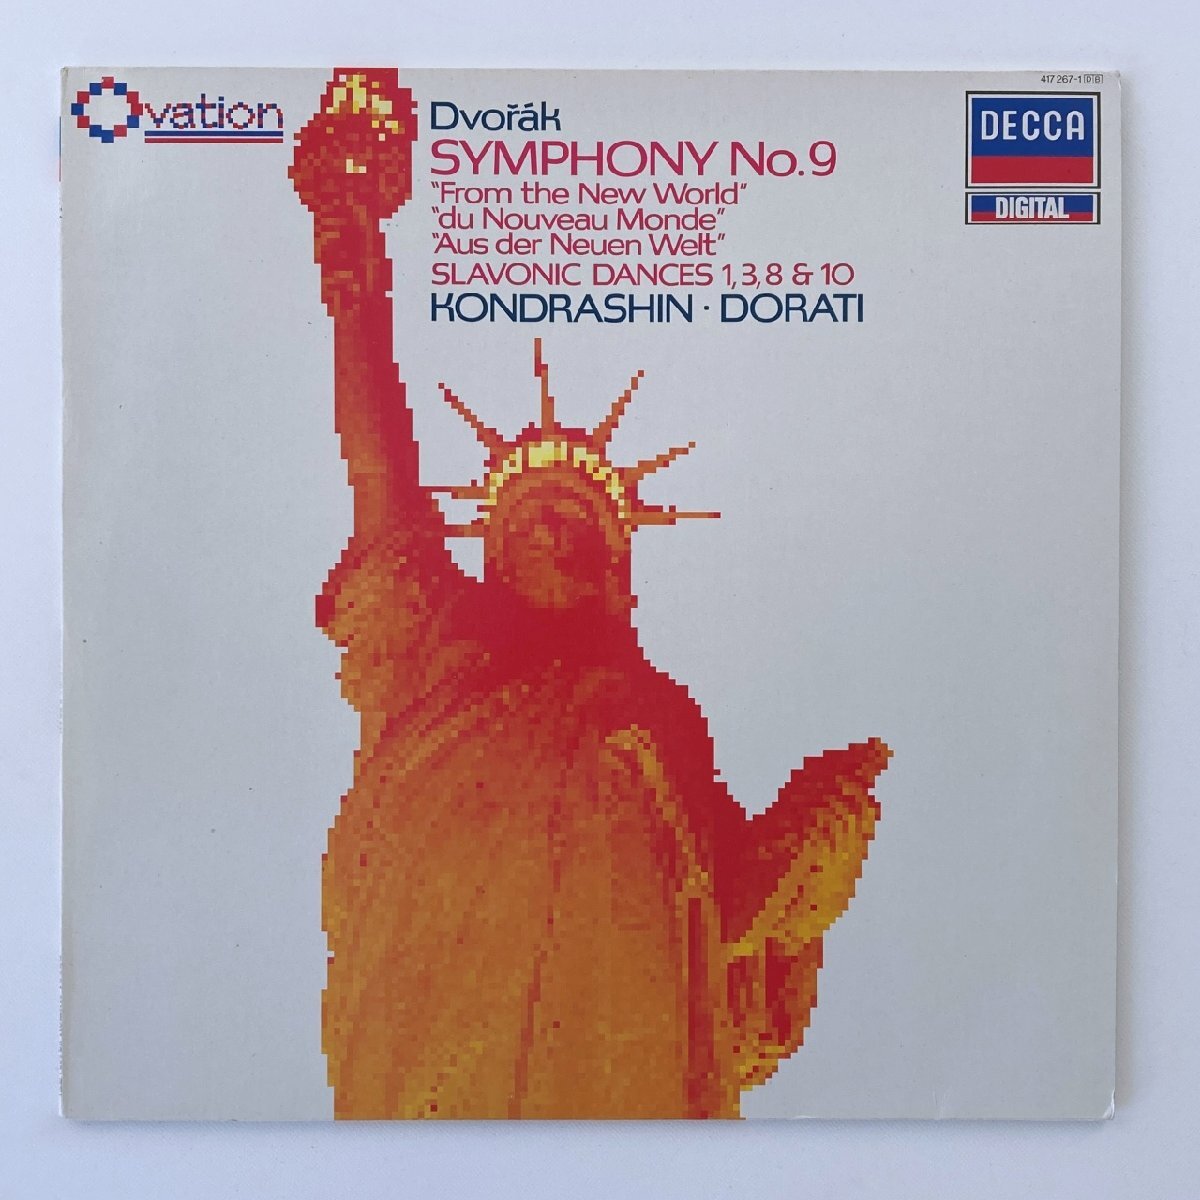 Ovation
Dvořák
SYMPHONY No.9
"From the New World"
"du Nouveau Monde"
"Aus der Neuen Welt"
SLAVONIC DANCES 1,3,8 & 10
KONDRASHIN · DORATI
417 267-1 DB
DECCA
DIGITAL